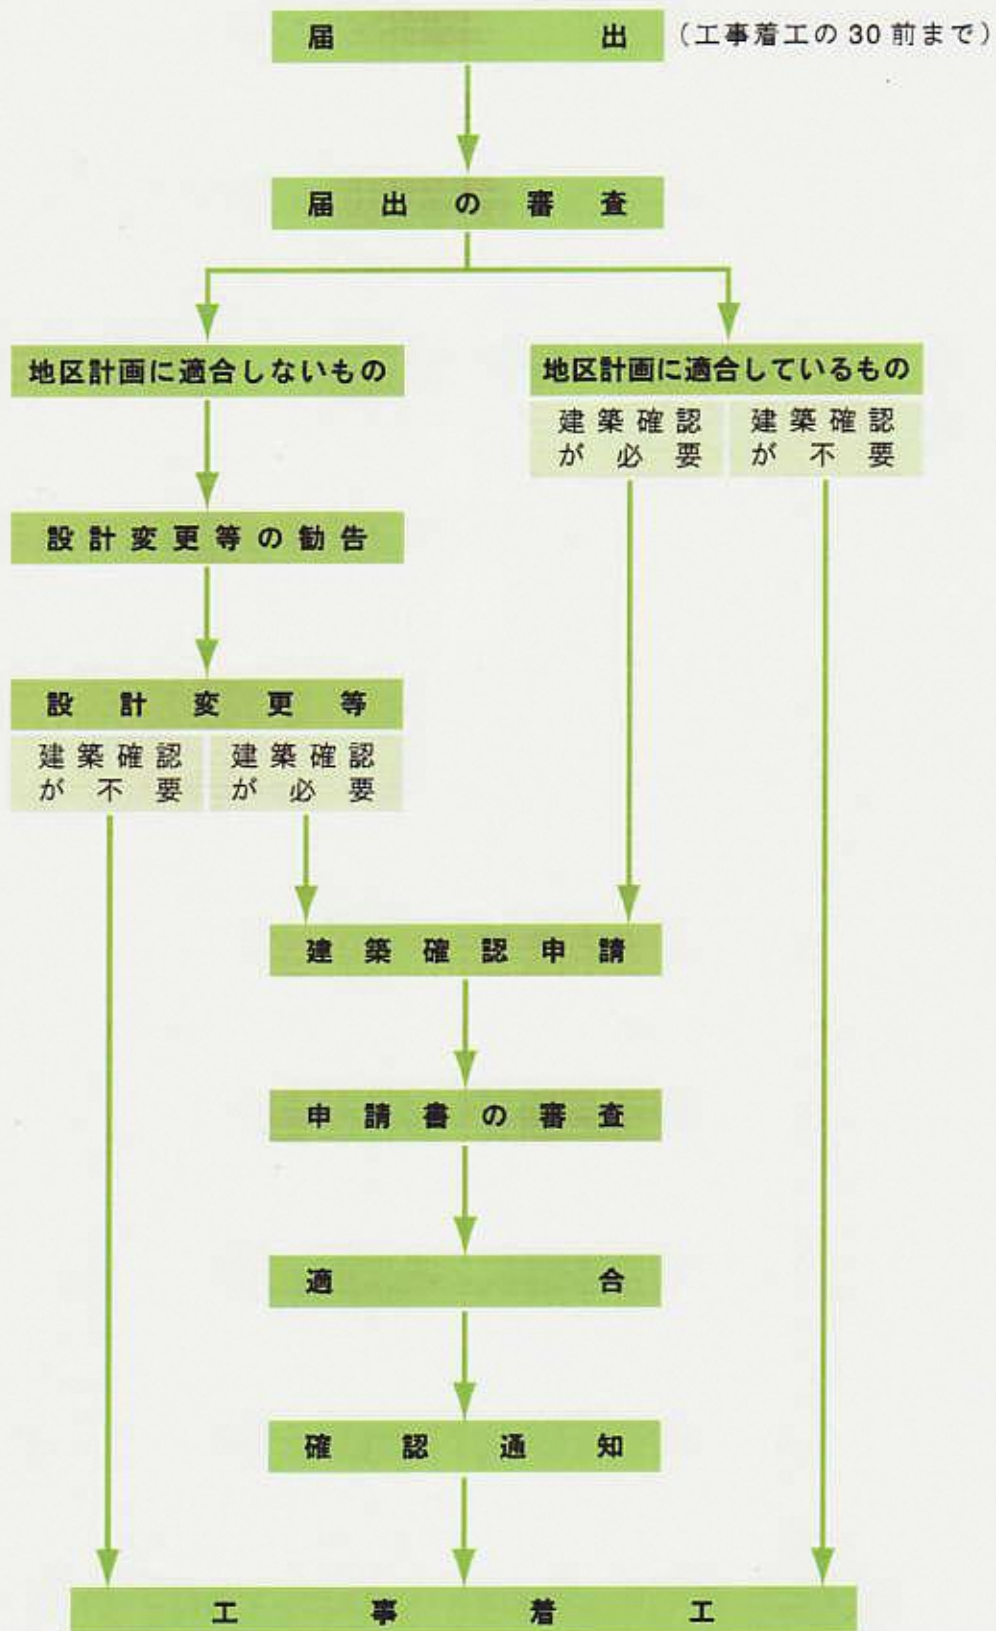 届出
（工事着工の30前まで）
届出の審査
地区計画に適合しないもの
地区計画に適合しているもの
建築確認
が必要
建築確認
が不要
設計変更等の勧告
設計変更等
建築確認
が不要
建築確認
が必要
建築確認申請
申請書の審査
適合
確認通知
工事着工